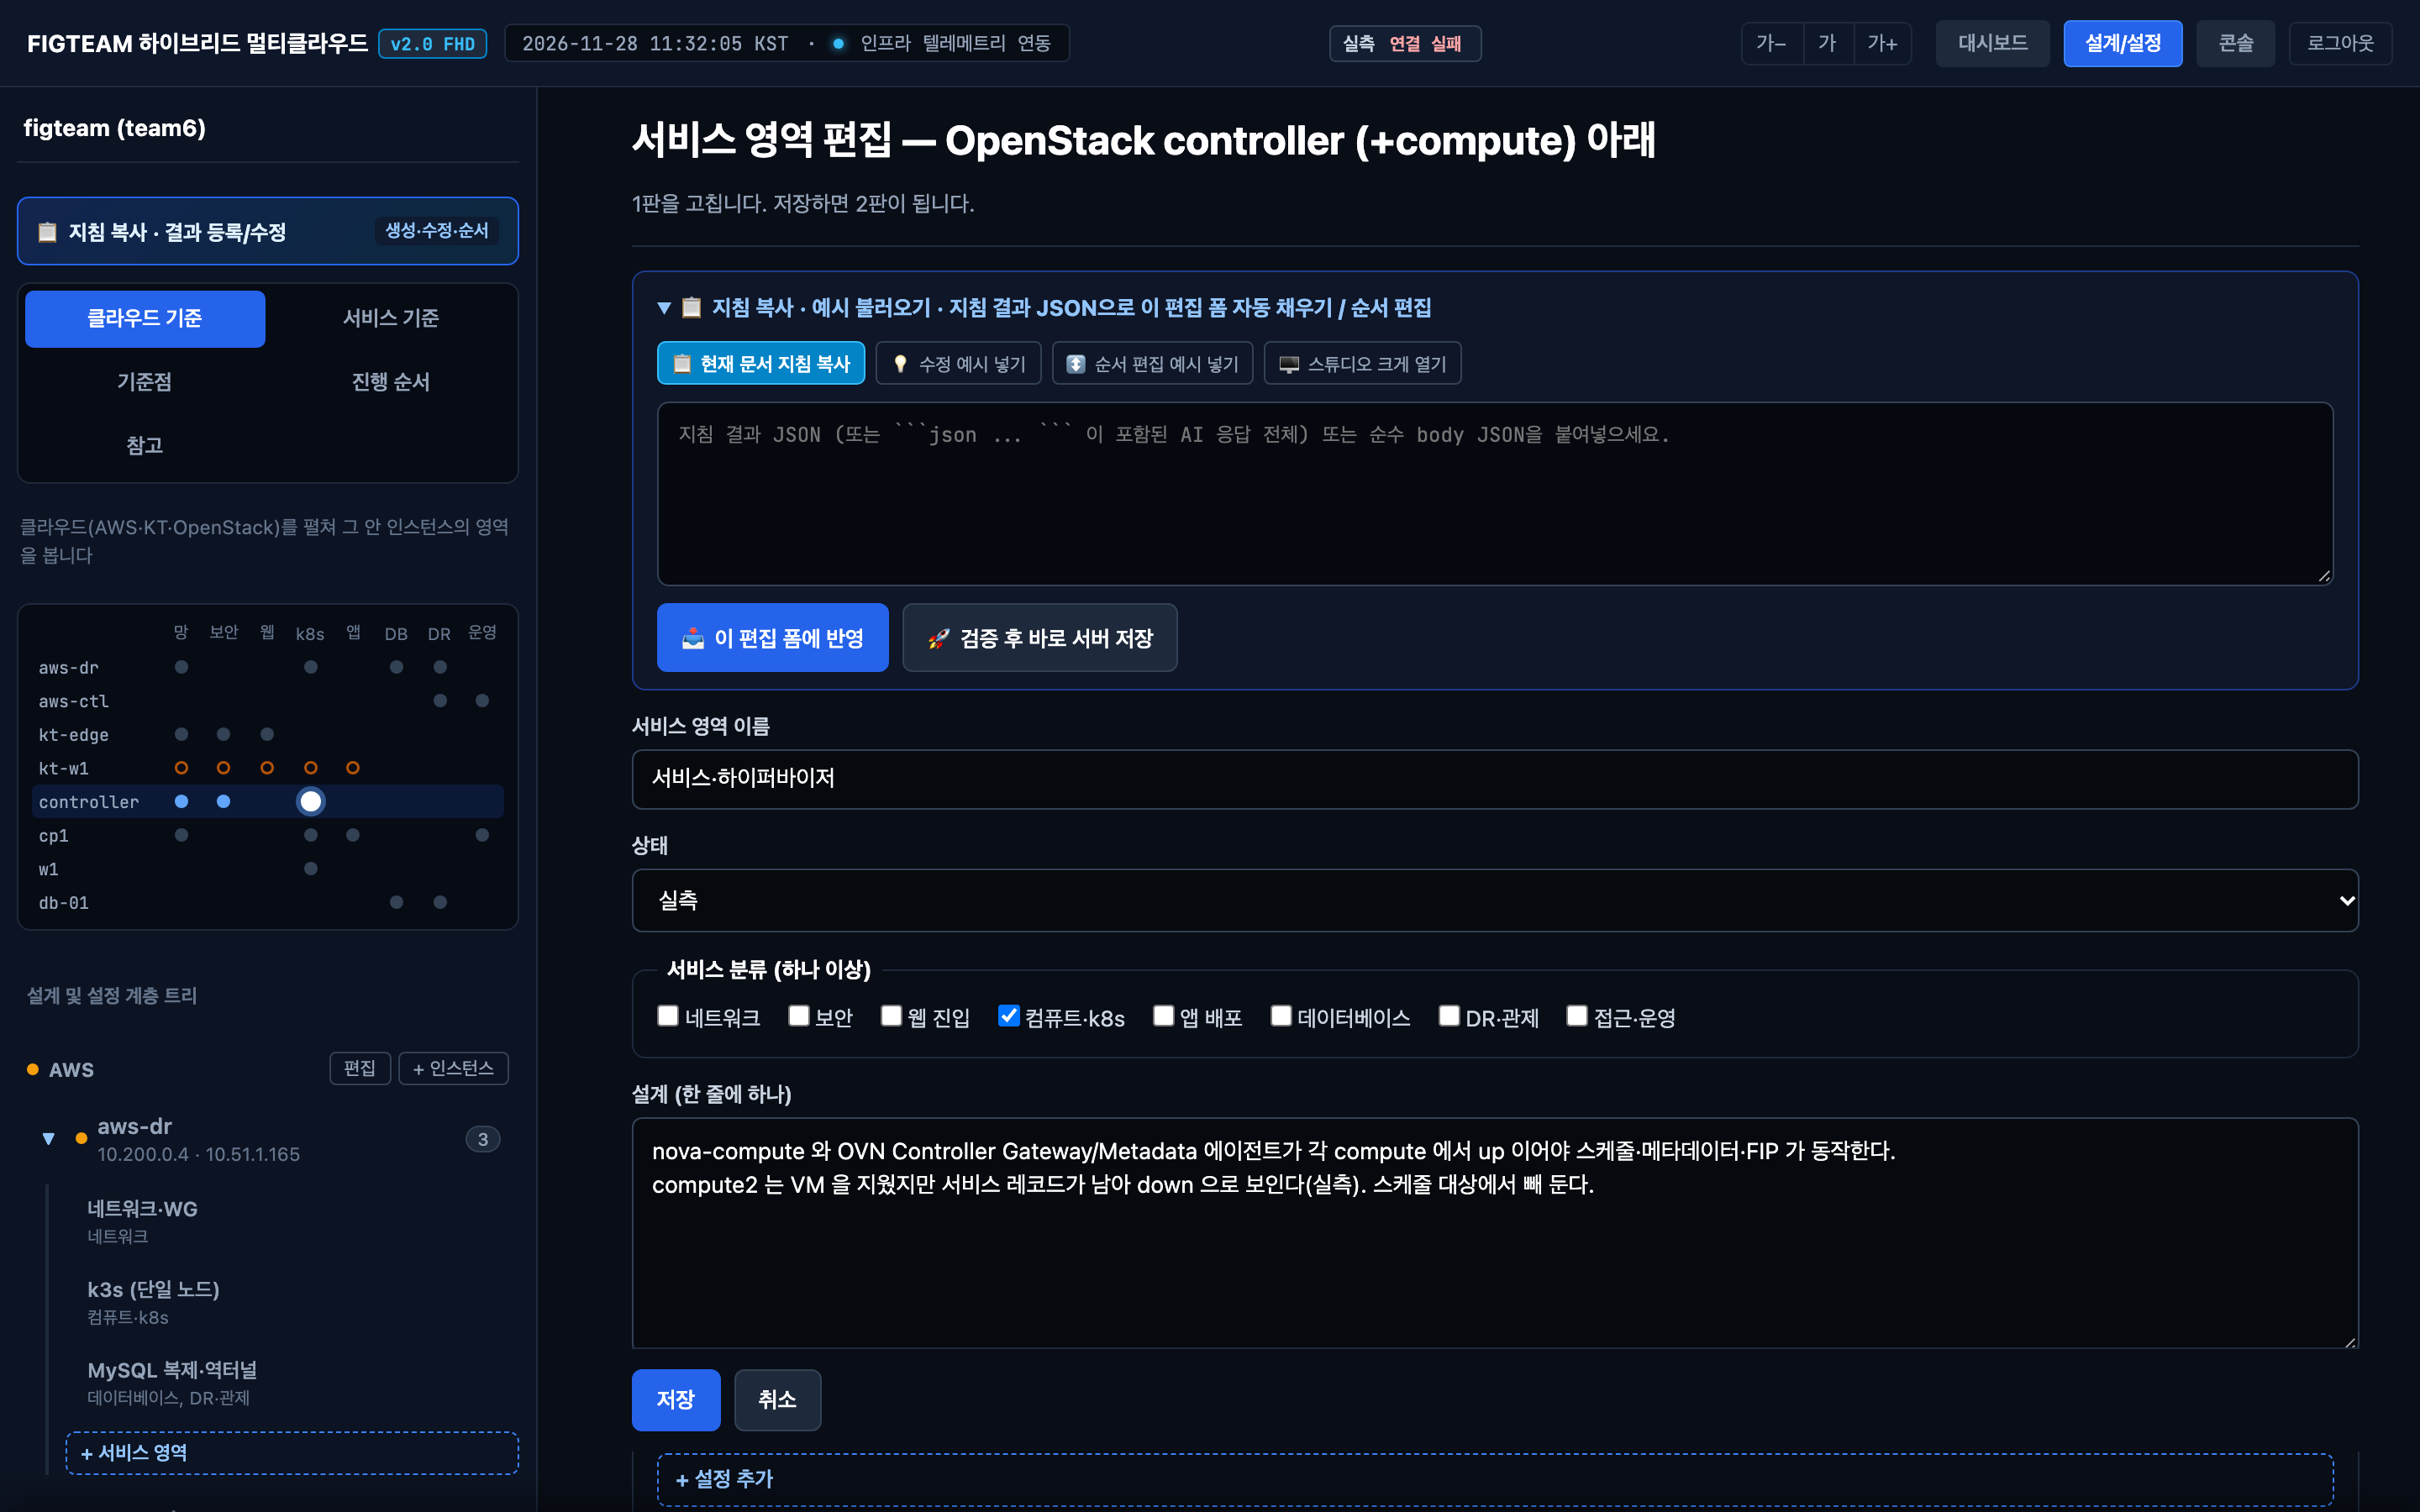 FIGTEAM 하이브리드 멀티클라우드 v2.0 FHD 2026-11-28 11:32:05 KST · 인프라 텔레메트리 연동 실측 연결 실패 가– 가 가+ 대시보드 설계/설정 콘솔 로그아웃
figteam (team6)
지침 복사 · 결과 등록/수정 생성·수정·순서
클라우드 기준 서비스 기준
기준점 진행 순서
참고
클라우드(AWS·KT·OpenStack)를 펼쳐 그 안 인스턴스의 영역
을 봅니다
망 보안 웹 k8s 앱 DB DR 운영
aws-dr
aws-ctl
kt-edge
kt-w1
controller
cp1
w1
db-01
설계 및 설정 계층 트리
AWS 편집 + 인스턴스
aws-dr 3
10.200.0.4 · 10.51.1.165
네트워크·WG
네트워크
k3s (단일 노드)
컴퓨트·k8s
MySQL 복제·역터널
데이터베이스, DR·관제
+ 서비스 영역
서비스 영역 편집 — OpenStack controller (+compute) 아래
1판을 고칩니다. 저장하면 2판이 됩니다.
▼ 지침 복사 · 예시 불러오기 · 지침 결과 JSON으로 이 편집 폼 자동 채우기 / 순서 편집
현재 문서 지침 복사 수정 예시 넣기 순서 편집 예시 넣기 스튜디오 크게 열기
지침 결과 JSON (또는 ```json ... ``` 이 포함된 AI 응답 전체) 또는 순수 body JSON을 붙여넣으세요.
이 편집 폼에 반영 검증 후 바로 서버 저장
서비스 영역 이름
서비스·하이퍼바이저
상태
실측
서비스 분류 (하나 이상)
네트워크 보안 웹 진입 컴퓨트·k8s 앱 배포 데이터베이스 DR·관제 접근·운영
설계 (한 줄에 하나)
nova-compute 와 OVN Controller Gateway/Metadata 에이전트가 각 compute 에서 up 이어야 스케줄·메타데이터·FIP 가 동작한다.
compute2 는 VM 을 지웠지만 서비스 레코드가 남아 down 으로 보인다(실측). 스케줄 대상에서 빼 둔다.
저장 취소
+ 설정 추가